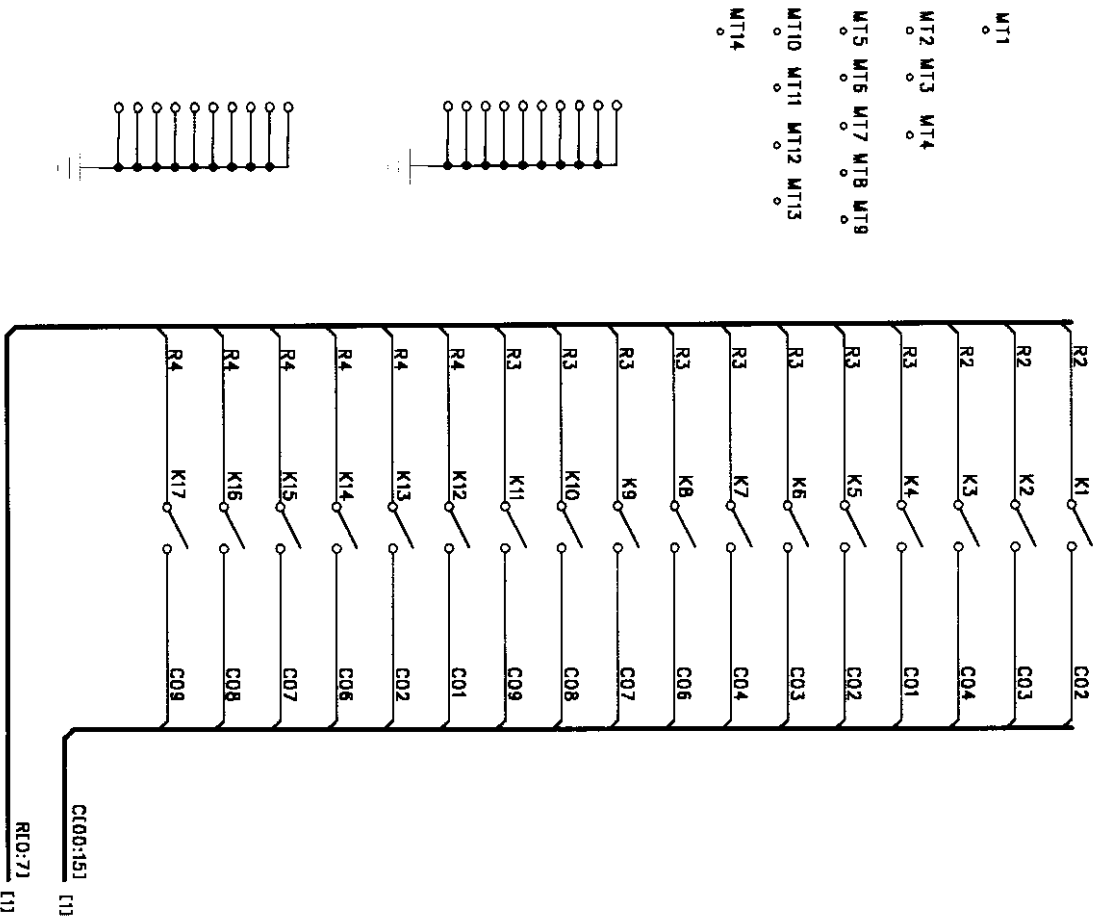 MT1
MT2 MT3 MT4
MT5 MT6 MT7 MT8 MT9
MT10 MT11 MT12 MT13
MT14
R2 K1 C02
R2 K2 C03
R2 K3 C04
R3 K4 C01
R3 K5 C02
R3 K6 C03
R3 K7 C04
R3 K8 C06
R3 K9 C07
R3 K10 C08
R3 K11 C09
R4 K12 C01
R4 K13 C02
R4 K14 C06
R4 K15 C07
R4 K16 C08
R4 K17 C09
C[00:15] [1]
R[0:7] [1]